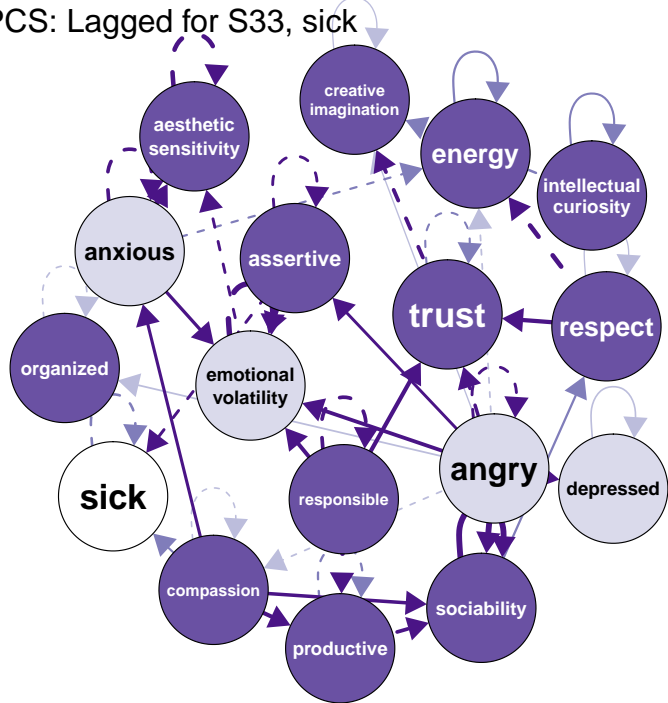 PCS: Lagged for S33, sick
creative
imagination
aesthetic
sensitivity
energy
intellectual
curiosity
anxious
assertive
trust
respect
organized
emotional
volatility
angry
depressed
sick
responsible
compassion
sociability
productive